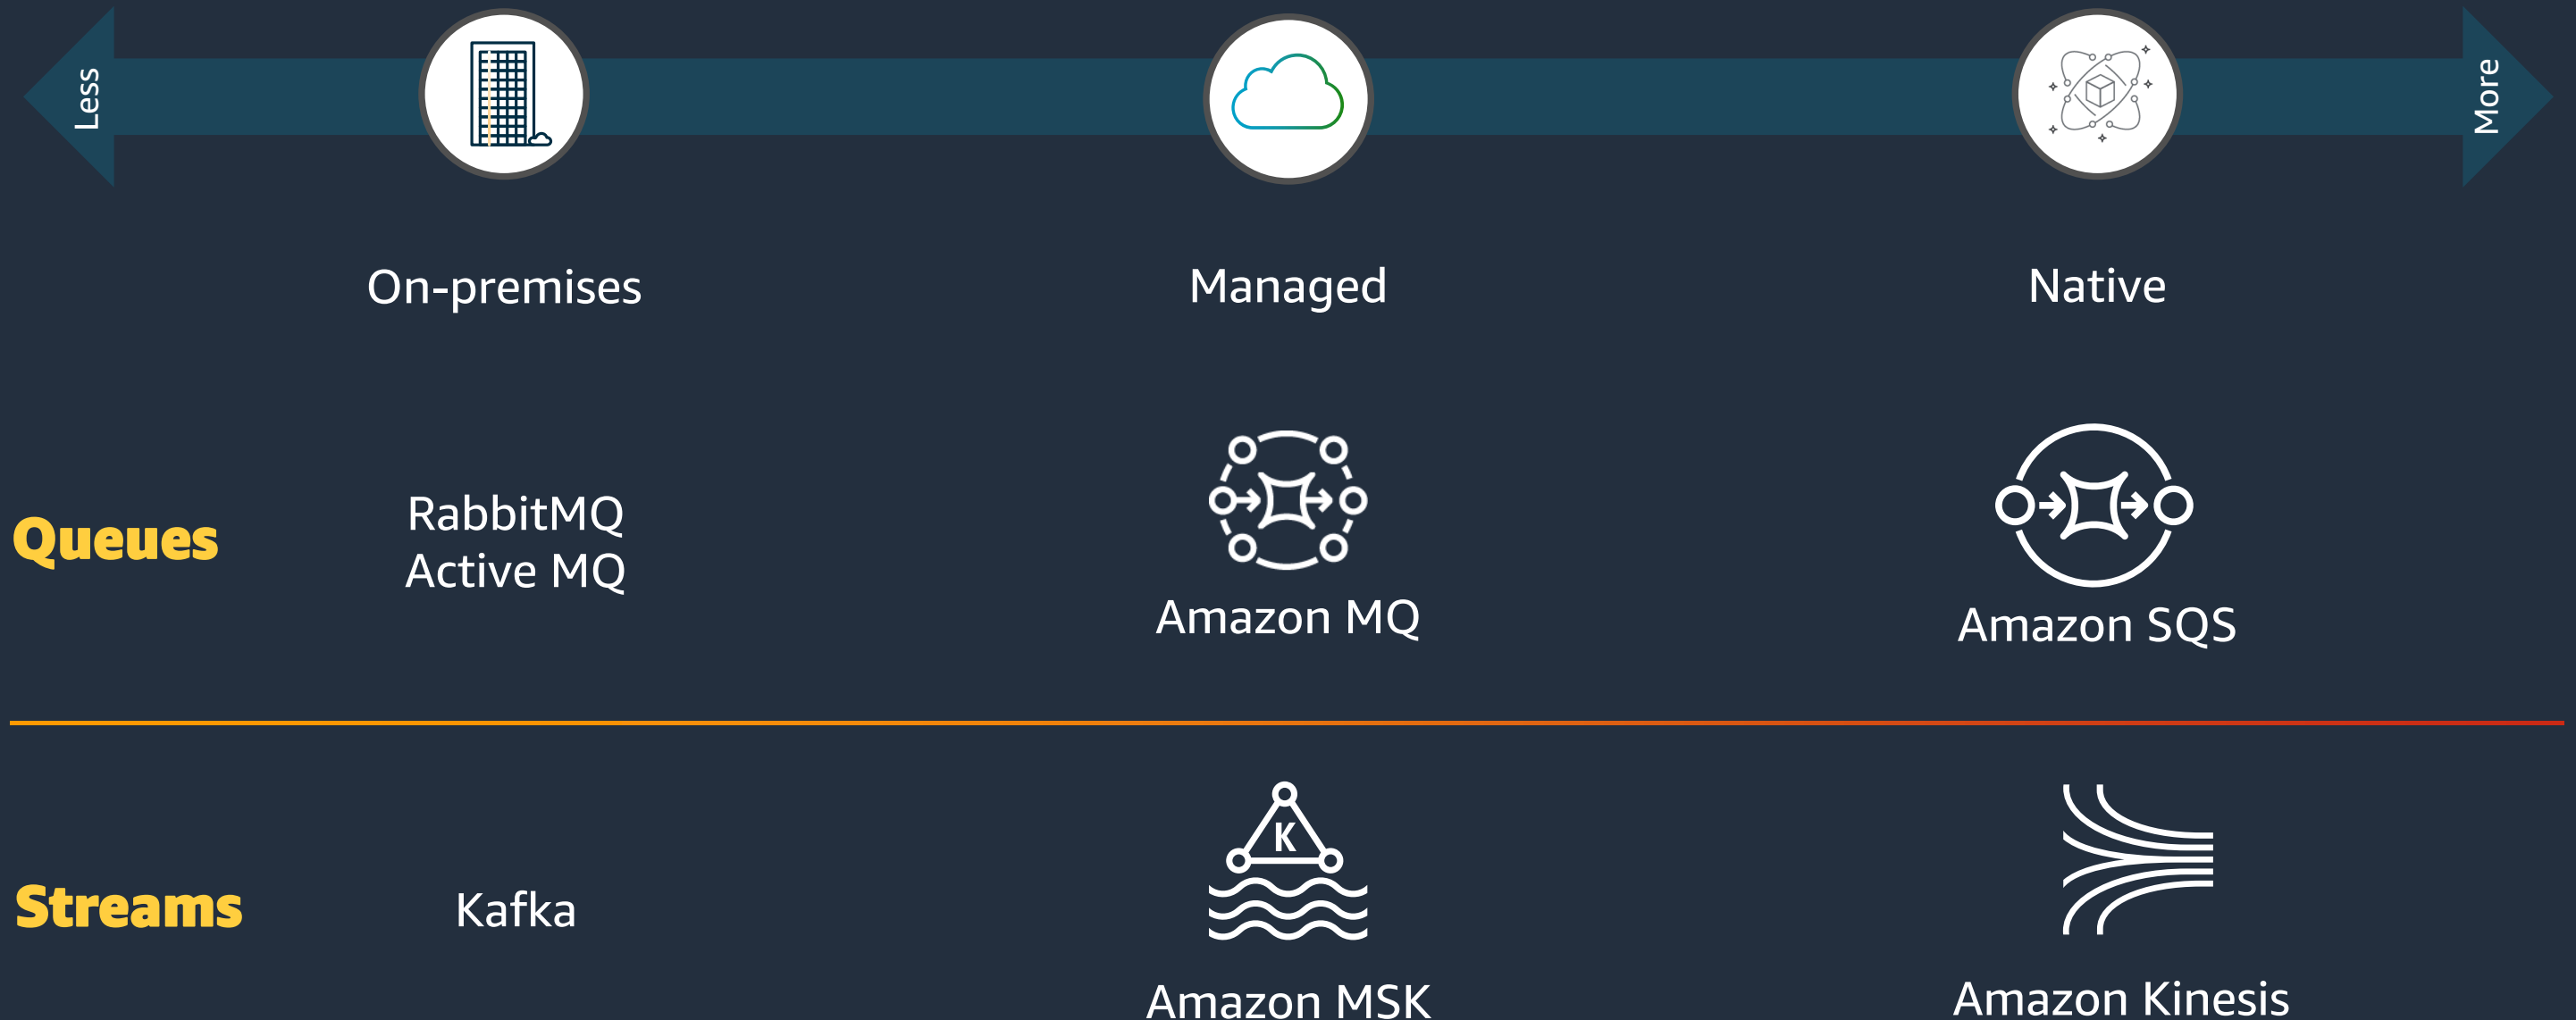 Less
More
On-premises
Managed
Native
Queues
RabbitMQ
Active MQ
Amazon MQ
Amazon SQS
Streams
Kafka
K
Amazon MSK
Amazon Kinesis